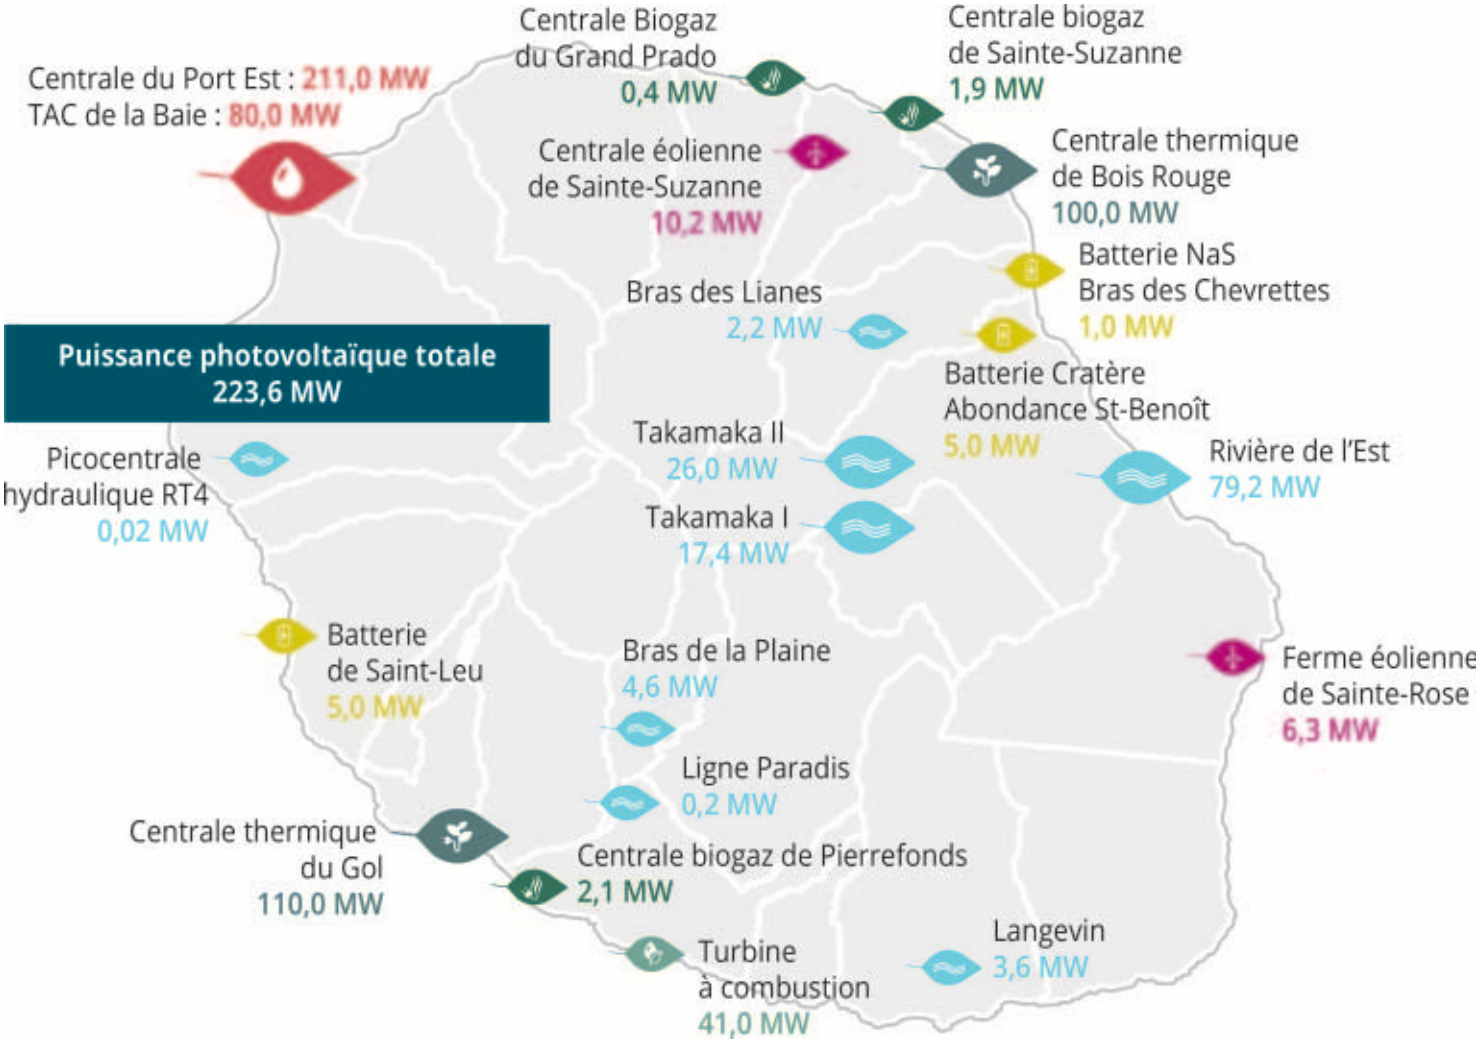 Centrale Biogaz
du Grand Prado
0,4 MW
Centrale biogaz
de Sainte-Suzanne
1,9 MW
Centrale du Port Est : 211,0 MW
TAC de la Baie : 80,0 MW
Centrale éolienne
de Sainte-Suzanne
10,2 MW
Centrale thermique
de Bois Rouge
100,0 MW
Batterie NaS
Bras des Chevrettes
1,0 MW
Bras des Lianes
2,2 MW
Puissance photovoltaïque totale
223,6 MW
Batterie Cratère
Abondance St-Benoît
5,0 MW
Takamaka II
26,0 MW
Rivière de l'Est
79,2 MW
Picocentrale
hydraulique RT4
0,02 MW
Takamaka I
17,4 MW
Batterie
de Saint-Leu
5,0 MW
Bras de la Plaine
4,6 MW
Ferme éolienne
de Sainte-Rose
6,3 MW
Ligne Paradis
0,2 MW
Centrale thermique
du Gol
110,0 MW
Centrale biogaz de Pierrefonds
2,1 MW
Langevin
3,6 MW
Turbine
à combustion
41,0 MW